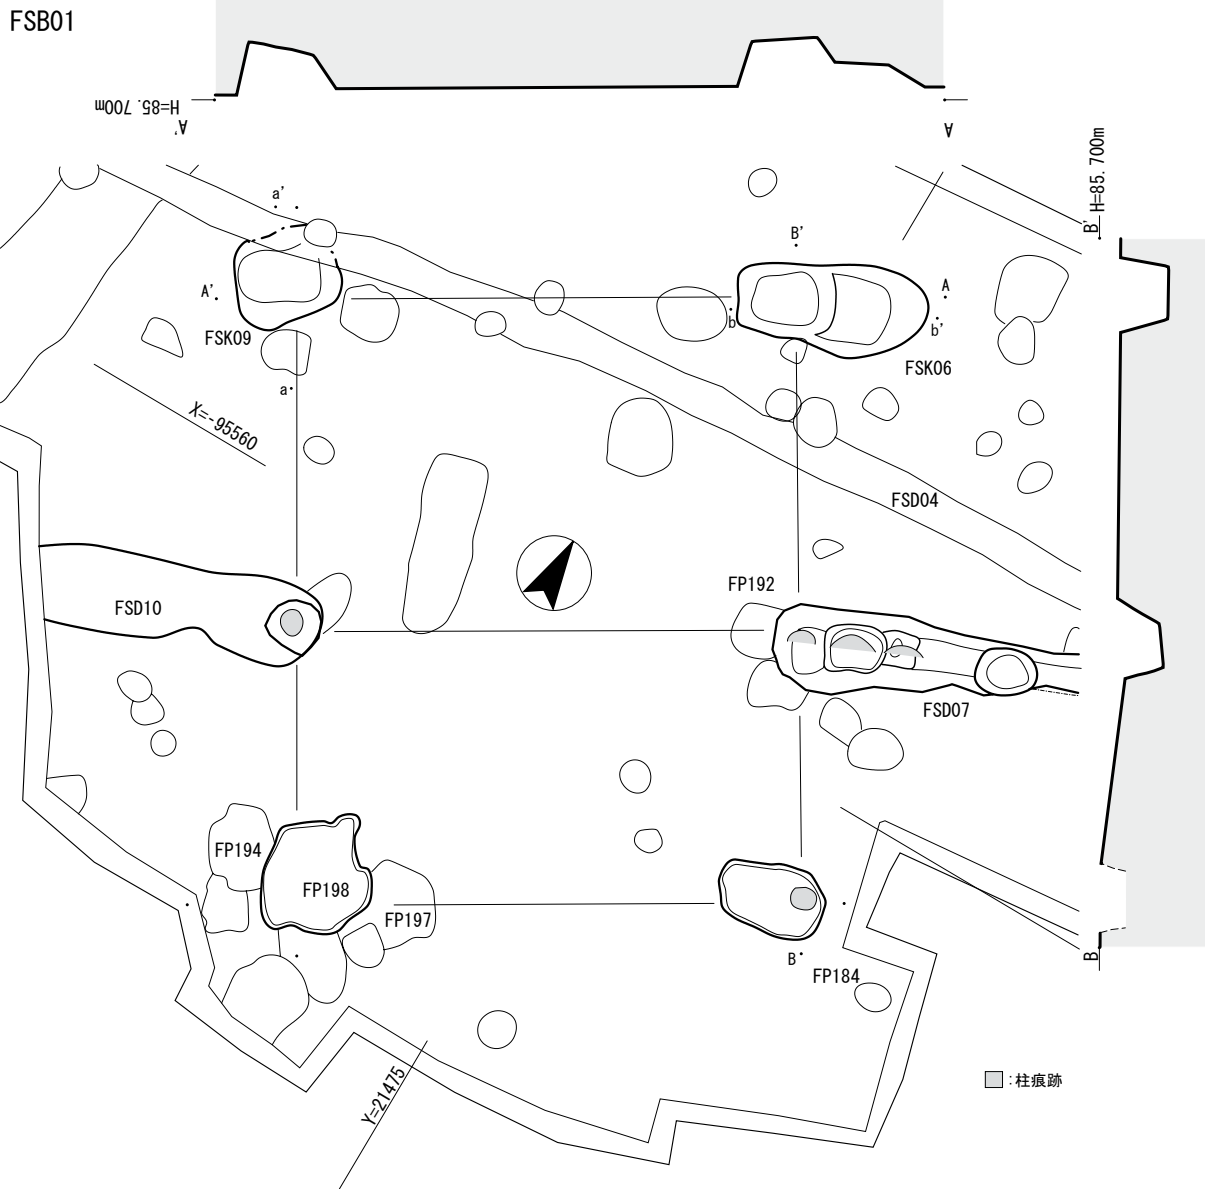 FSB01
H=85.700m
A'
A
H=85.700m
B'
a'
B'
A'
A
b
b'
FSK09
FSK06
a
X=-95560
FSD04
FP192
FSD10
FSD07
FP194
FP198
FP197
B
B
FP184
Y=21475
:柱痕跡